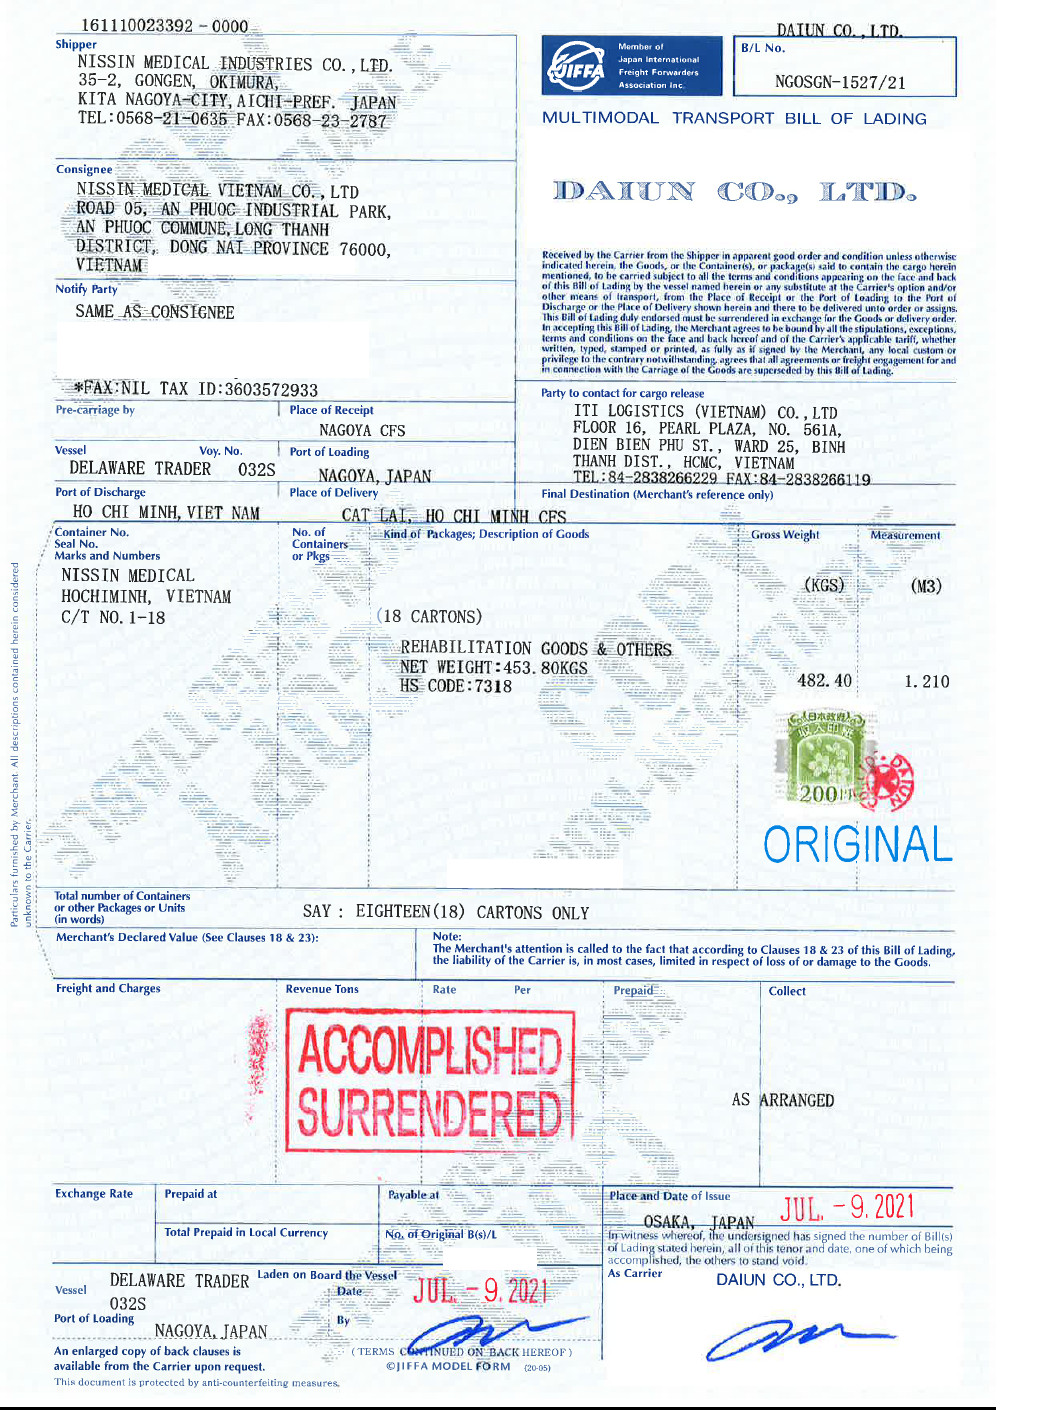 161110023392 - 0000
DAIUN CO., LTD.
Shipper
NISSIN MEDICAL INDUSTRIES CO., LTD.
35-2, GONGEN, OKIMURA,
KITA NAGOYA-CITY, AICHI-PREF. JAPAN
TEL:0568-21-0635 FAX:0568-23-2787
JIFFA
Member of
Japan International
Freight Forwarders
Association Inc.
B/L No.
NGOSGN-1527/21
MULTIMODAL TRANSPORT BILL OF LADING
DAIUN CO., LTD.
Consignee
NISSIN MEDICAL VIETNAM CO., LTD
ROAD 05, AN PHUOC INDUSTRIAL PARK,
AN PHUOC COMMUNE, LONG THANH
DISTRICT, DONG NAI PROVINCE 76000,
VIETNAM
Received by the Carrier from the Shipper in apparent good order and condition unless otherwise
indicated herein, the Goods, or the Container(s), or package(s) said to contain the cargo herein
mentioned, to be carried subject to all the terms and conditions appearing on the face and back
of this Bill of Lading by the vessel named herein or any substitute at the Carrier's option and/or
other means of transport, from the Place of Receipt or the Port of Loading to the Port of
Discharge or the Place of Delivery shown herein and there to be delivered unto order or assigns.
This Bill of Lading duly endorsed must be surrendered in exchange for the Goods or delivery order.
In accepting this Bill of Lading, the Merchant agrees to be bound by all the stipulations, exceptions,
terms and conditions on the face and back hereof and of the Carrier's applicable tariff, whether
written, typed, stamped or printed, as fully as if signed by the Merchant, any local custom or
privilege to the contrary notwithstanding, agrees that all agreements or freight engagement for and
in connection with the Carriage of the Goods are superseded by this Bill of Lading.
Notify Party
SAME AS CONSIGNEE
*FAX:NIL TAX ID:3603572933
Party to contact for cargo release
ITI LOGISTICS (VIETNAM) CO., LTD
FLOOR 16, PEARL PLAZA, NO. 561A,
DIEN BIEN PHU ST., WARD 25, BINH
THANH DIST., HCMC, VIETNAM
TEL:84-2838266229 FAX:84-2838266119
Pre-carriage by
Place of Receipt
NAGOYA CFS
Vessel
Voy. No.
Port of Loading
DELAWARE TRADER 032S
NAGOYA, JAPAN
Port of Discharge
Place of Delivery
Final Destination (Merchant's reference only)
HO CHI MINH, VIET NAM
CAT LAI, HO CHI MINH CFS
Container No.
Seal No.
Marks and Numbers
No. of
Containers
or Pkgs
Kind of Packages; Description of Goods
Gross Weight
Measurement
NISSIN MEDICAL
HOCHIMINH, VIETNAM
C/T NO. 1-18
(KGS)
(M3)
(18 CARTONS)
REHABILITATION GOODS & OTHERS
NET WEIGHT:453.80KGS
HS CODE:7318
482.40
1.210
日本政府
収入印紙
200
DAIUN
ORIGINAL
Particulars furnished by Merchant. All descriptions contained herein considered
unknown to the Carrier.
Total number of Containers
or other Packages or Units
(in words)
SAY : EIGHTEEN(18) CARTONS ONLY
Merchant's Declared Value (See Clauses 18 & 23):
Note:
The Merchant's attention is called to the fact that according to Clauses 18 & 23 of this Bill of Lading,
the liability of the Carrier is, in most cases, limited in respect of loss of or damage to the Goods.
Freight and Charges
Revenue Tons
Rate
Per
Prepaid
Collect
ACCOMPLISHED
SURRENDERED
AS ARRANGED
Exchange Rate
Prepaid at
Payable at
Place and Date of Issue
OSAKA, JAPAN
JUL. - 9. 2021
Total Prepaid in Local Currency
No. of Original B(s)/L
In witness whereof, the undersigned has signed the number of Bill(s)
of Lading stated herein, all of this tenor and date, one of which being
accomplished, the others to stand void.
As Carrier
DAIUN CO., LTD.
Vessel
DELAWARE TRADER
032S
Laden on Board the Vessel
Date
JUL. - 9. 2021
Port of Loading
NAGOYA, JAPAN
By
An enlarged copy of back clauses is
available from the Carrier upon request.
(TERMS CONTINUED ON BACK HEREOF)
©JIFFA MODEL FORM (20-05)
This document is protected by anti-counterfeiting measures.